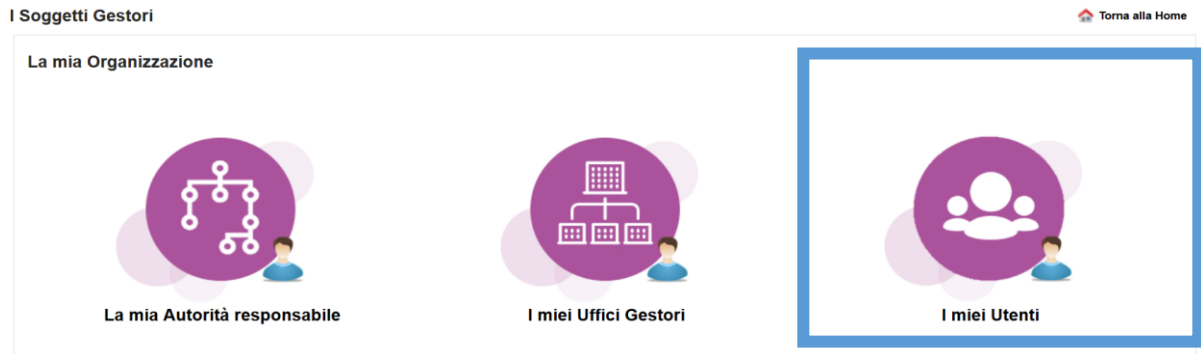 I Soggetti Gestori
Torna alla Home
La mia Organizzazione
La mia Autorità responsabile
I miei Uffici Gestori
I miei Utenti